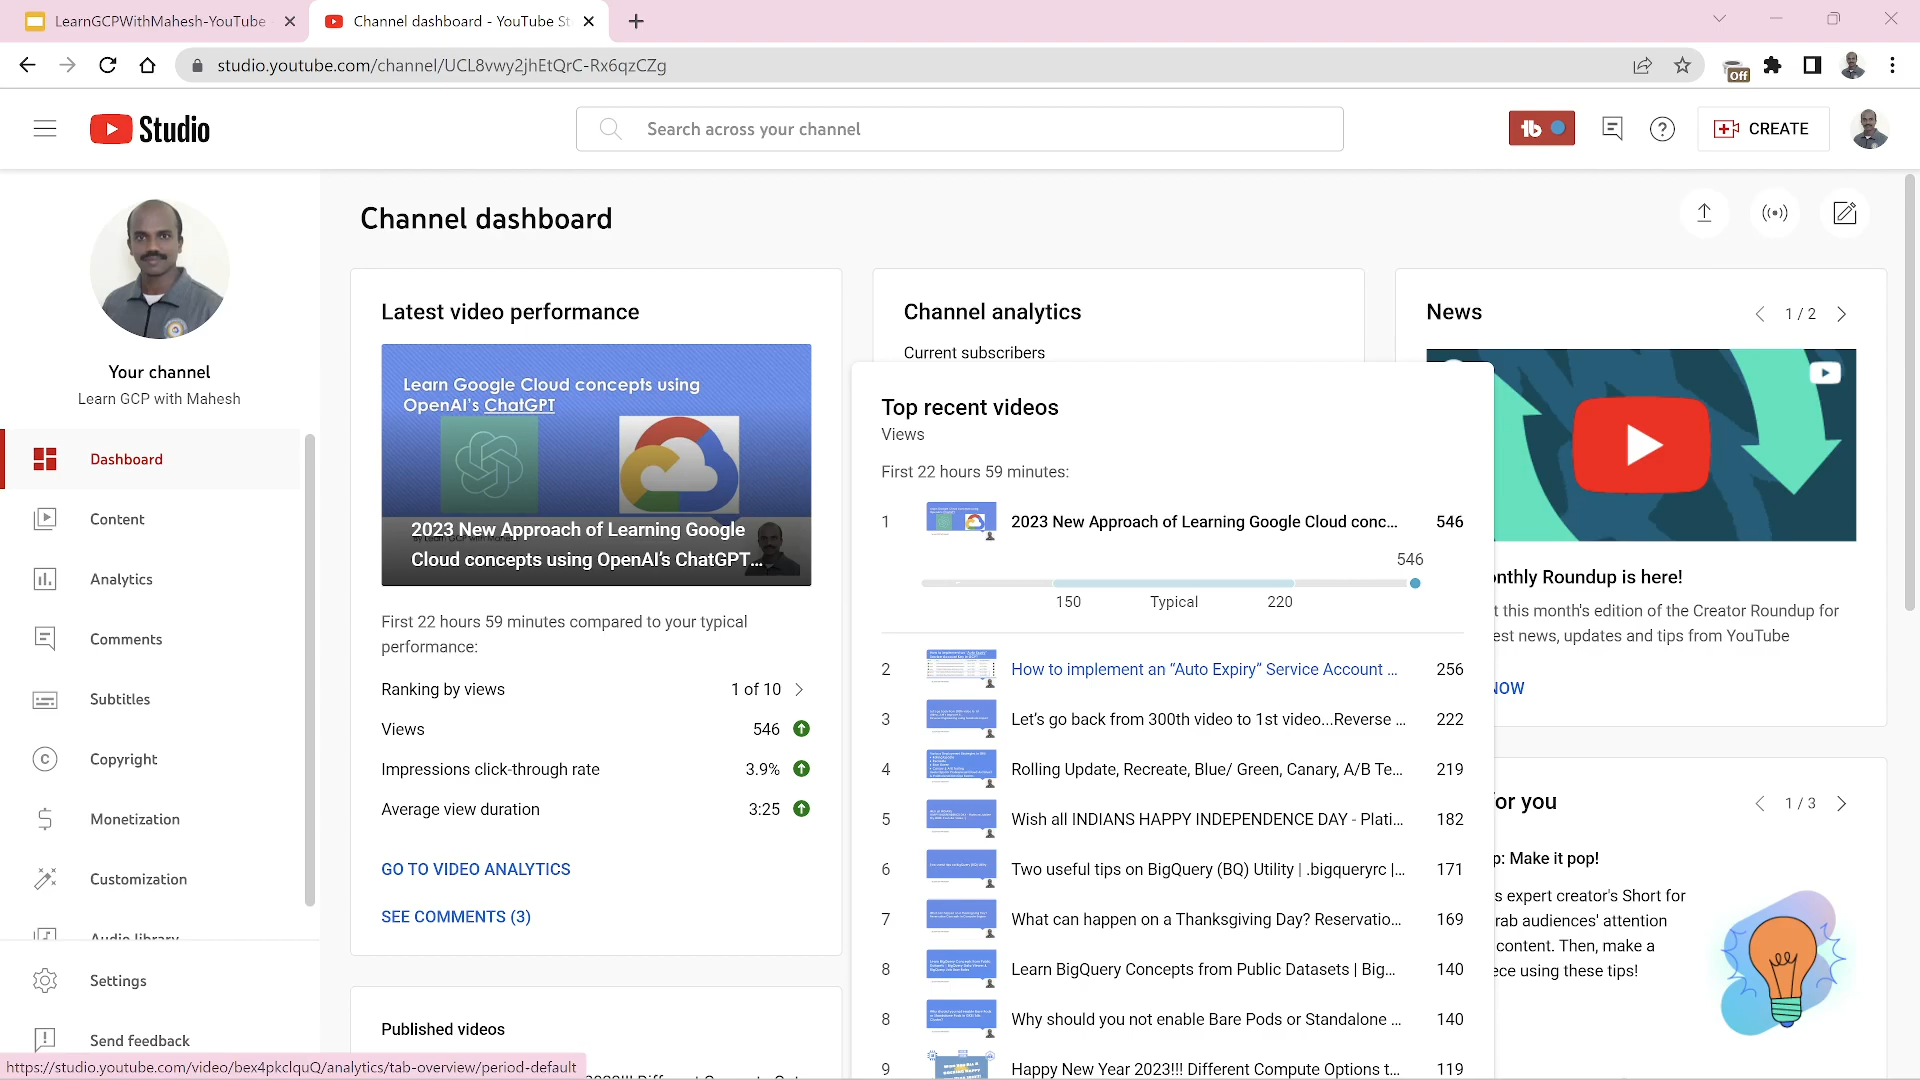 LearnGCPWithMahesh-YouTube
Channel dashboard - YouTube St
studio.youtube.com/channel/UCL8vwy2jhEtQrC-Rx6qzCZg
Off
Studio
Search across your channel
CREATE
Your channel
Learn GCP with Mahesh
Dashboard
Content
Analytics
Comments
Subtitles
Copyright
Monetization
Customization
Audio library
Settings
Send feedback
https://studio.youtube.com/video/bex4pkclquQ/analytics/tab-overview/period-default
Channel dashboard
Latest video performance
Learn Google Cloud concepts using
OpenAI's ChatGPT
2023 New Approach of Learning Google
Cloud concepts using OpenAI's ChatGPT...
First 22 hours 59 minutes compared to your typical
performance:
Ranking by views 1 of 10
Views 546
Impressions click-through rate 3.9%
Average view duration 3:25
GO TO VIDEO ANALYTICS
SEE COMMENTS (3)
Published videos
Channel analytics
Current subscribers
Top recent videos
Views
First 22 hours 59 minutes:
1 2023 New Approach of Learning Google Cloud conc... 546
546
150 Typical 220
2 How to implement an “Auto Expiry” Service Account ... 256
3 Let's go back from 300th video to 1st video...Reverse ... 222
4 Rolling Update, Recreate, Blue/ Green, Canary, A/B Te... 219
5 Wish all INDIANS HAPPY INDEPENDENCE DAY - Plati... 182
6 Two useful tips on BigQuery (BQ) Utility | .bigqueryrc |... 171
7 What can happen on a Thanksgiving Day? Reservatio... 169
8 Learn BigQuery Concepts from Public Datasets | Big... 140
8 Why should you not enable Bare Pods or Standalone ... 140
9 Happy New Year 2023!!! Different Compute Options t... 119
News
1 / 2
onthly Roundup is here!
t this month's edition of the Creator Roundup for
est news, updates and tips from YouTube
NOW
or you
1 / 3
p: Make it pop!
s expert creator's Short for
rab audiences' attention
content. Then, make a
ece using these tips!